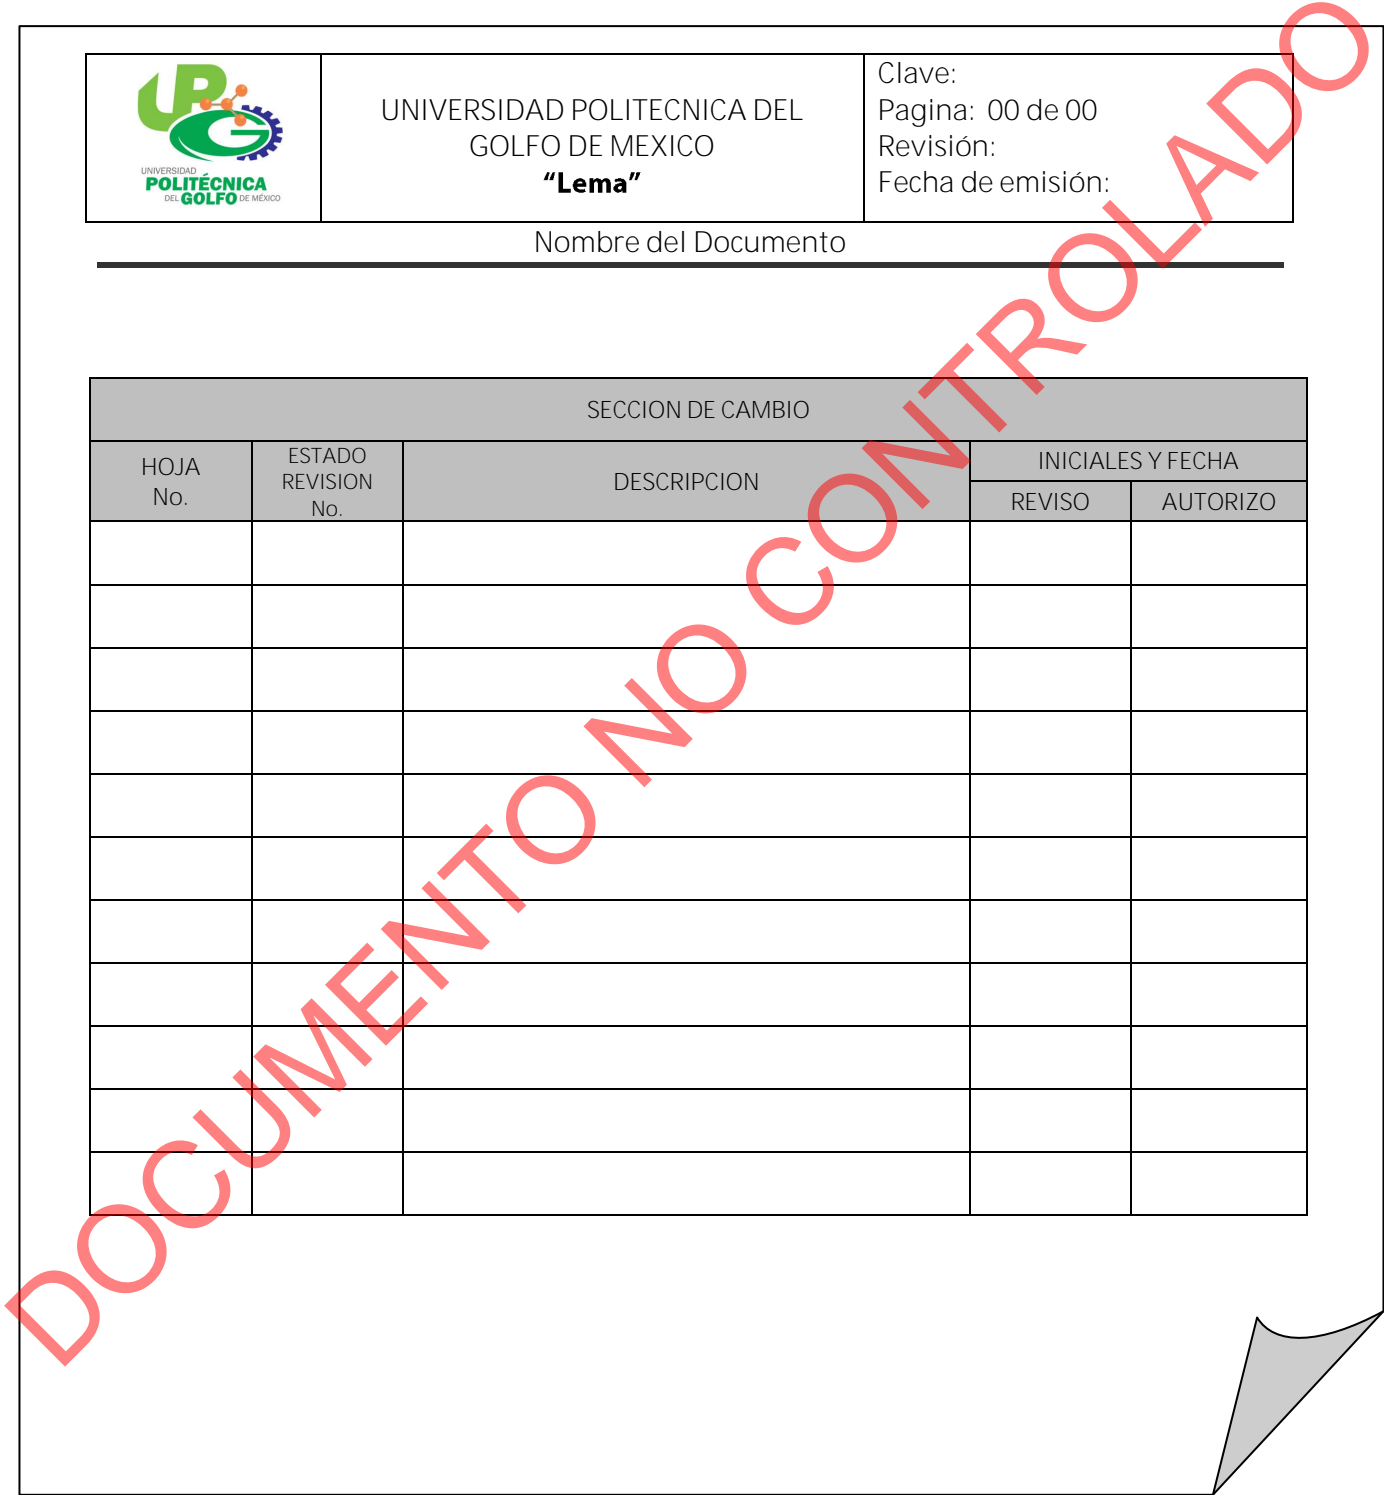 UNIVERSIDAD
POLITÉCNICA
DEL GOLFO DE MÉXICO
UNIVERSIDAD POLITECNICA DEL
GOLFO DE MEXICO
“Lema”
Clave:
Pagina: 00 de 00
Revisión:
Fecha de emisión:
Nombre del Documento
SECCION DE CAMBIO
HOJA
No.
ESTADO
REVISION
No.
DESCRIPCION
INICIALES Y FECHA
REVISO
AUTORIZO
DOCUMENTO NO CONTROLADO